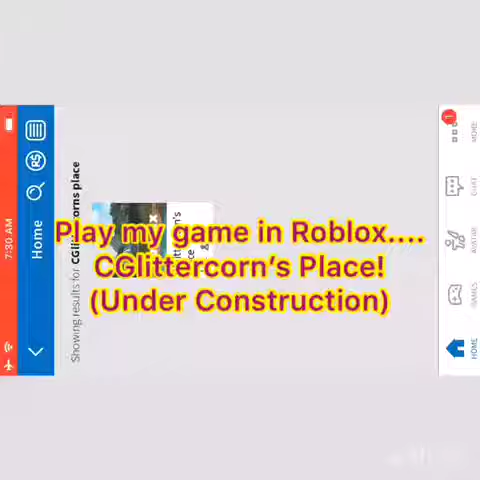 Play my game in Roblox....
CGlittercorn's Place!
(Under Construction)
7:30 AM
Home
R$
Showing results for CGlittercorns place
1
HOME
GAMES
AVATAR
CHAT
MORE